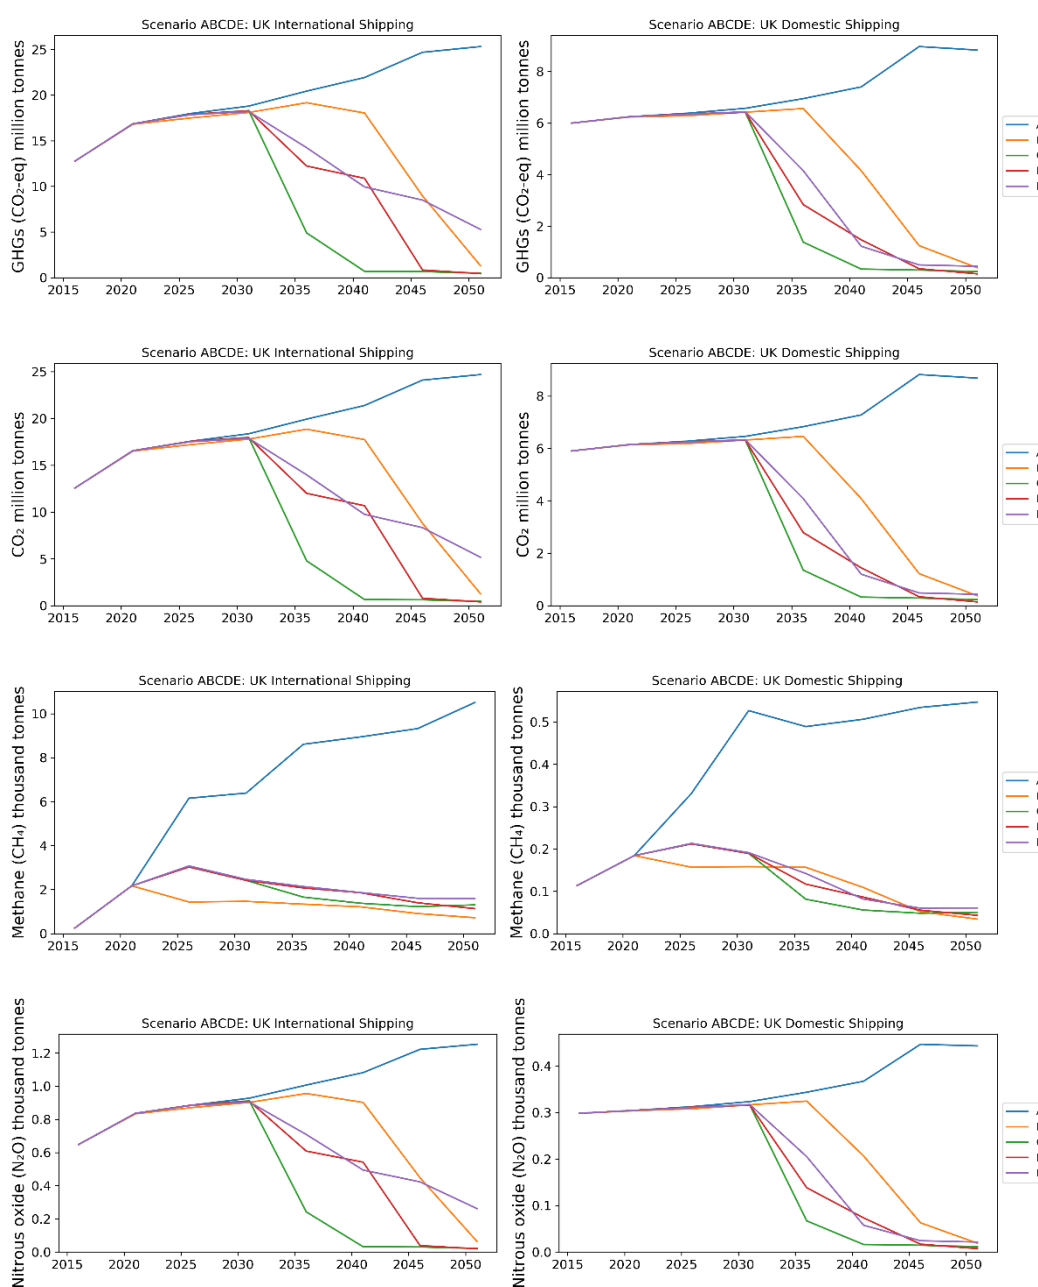 Scenario ABCDE: UK International Shipping
GHGs (CO₂-eq) million tonnes
25
20
15
10
5
0
2015 2020 2025 2030 2035 2040 2045 2050
Scenario ABCDE: UK Domestic Shipping
GHGs (CO₂-eq) million tonnes
8
6
4
2
0
2015 2020 2025 2030 2035 2040 2045 2050
Scenario ABCDE: UK International Shipping
CO₂ million tonnes
25
20
15
10
5
0
2015 2020 2025 2030 2035 2040 2045 2050
Scenario ABCDE: UK Domestic Shipping
CO₂ million tonnes
8
6
4
2
0
2015 2020 2025 2030 2035 2040 2045 2050
Scenario ABCDE: UK International Shipping
Methane (CH₄) thousand tonnes
10
8
6
4
2
0
2015 2020 2025 2030 2035 2040 2045 2050
Scenario ABCDE: UK Domestic Shipping
Methane (CH₄) thousand tonnes
0.5
0.4
0.3
0.2
0.1
0.0
2015 2020 2025 2030 2035 2040 2045 2050
Scenario ABCDE: UK International Shipping
Nitrous oxide (N₂O) thousand tonnes
1.2
1.0
0.8
0.6
0.4
0.2
0.0
2015 2020 2025 2030 2035 2040 2045 2050
Scenario ABCDE: UK Domestic Shipping
Nitrous oxide (N₂O) thousand tonnes
0.4
0.3
0.2
0.1
0.0
2015 2020 2025 2030 2035 2040 2045 2050